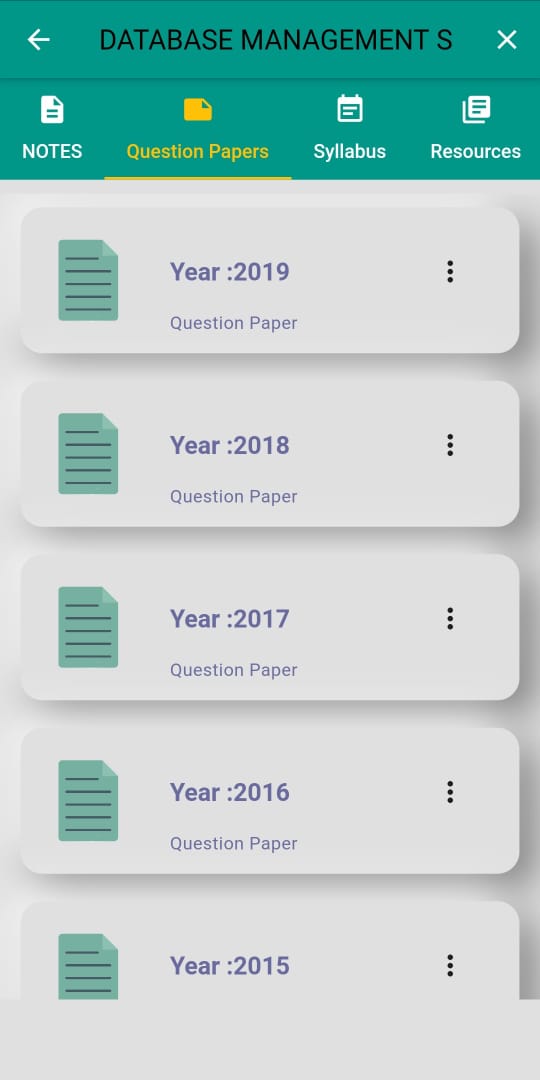 DATABASE MANAGEMENT S
NOTES Question Papers Syllabus Resources
Year :2019
Question Paper
Year :2018
Question Paper
Year :2017
Question Paper
Year :2016
Question Paper
Year :2015